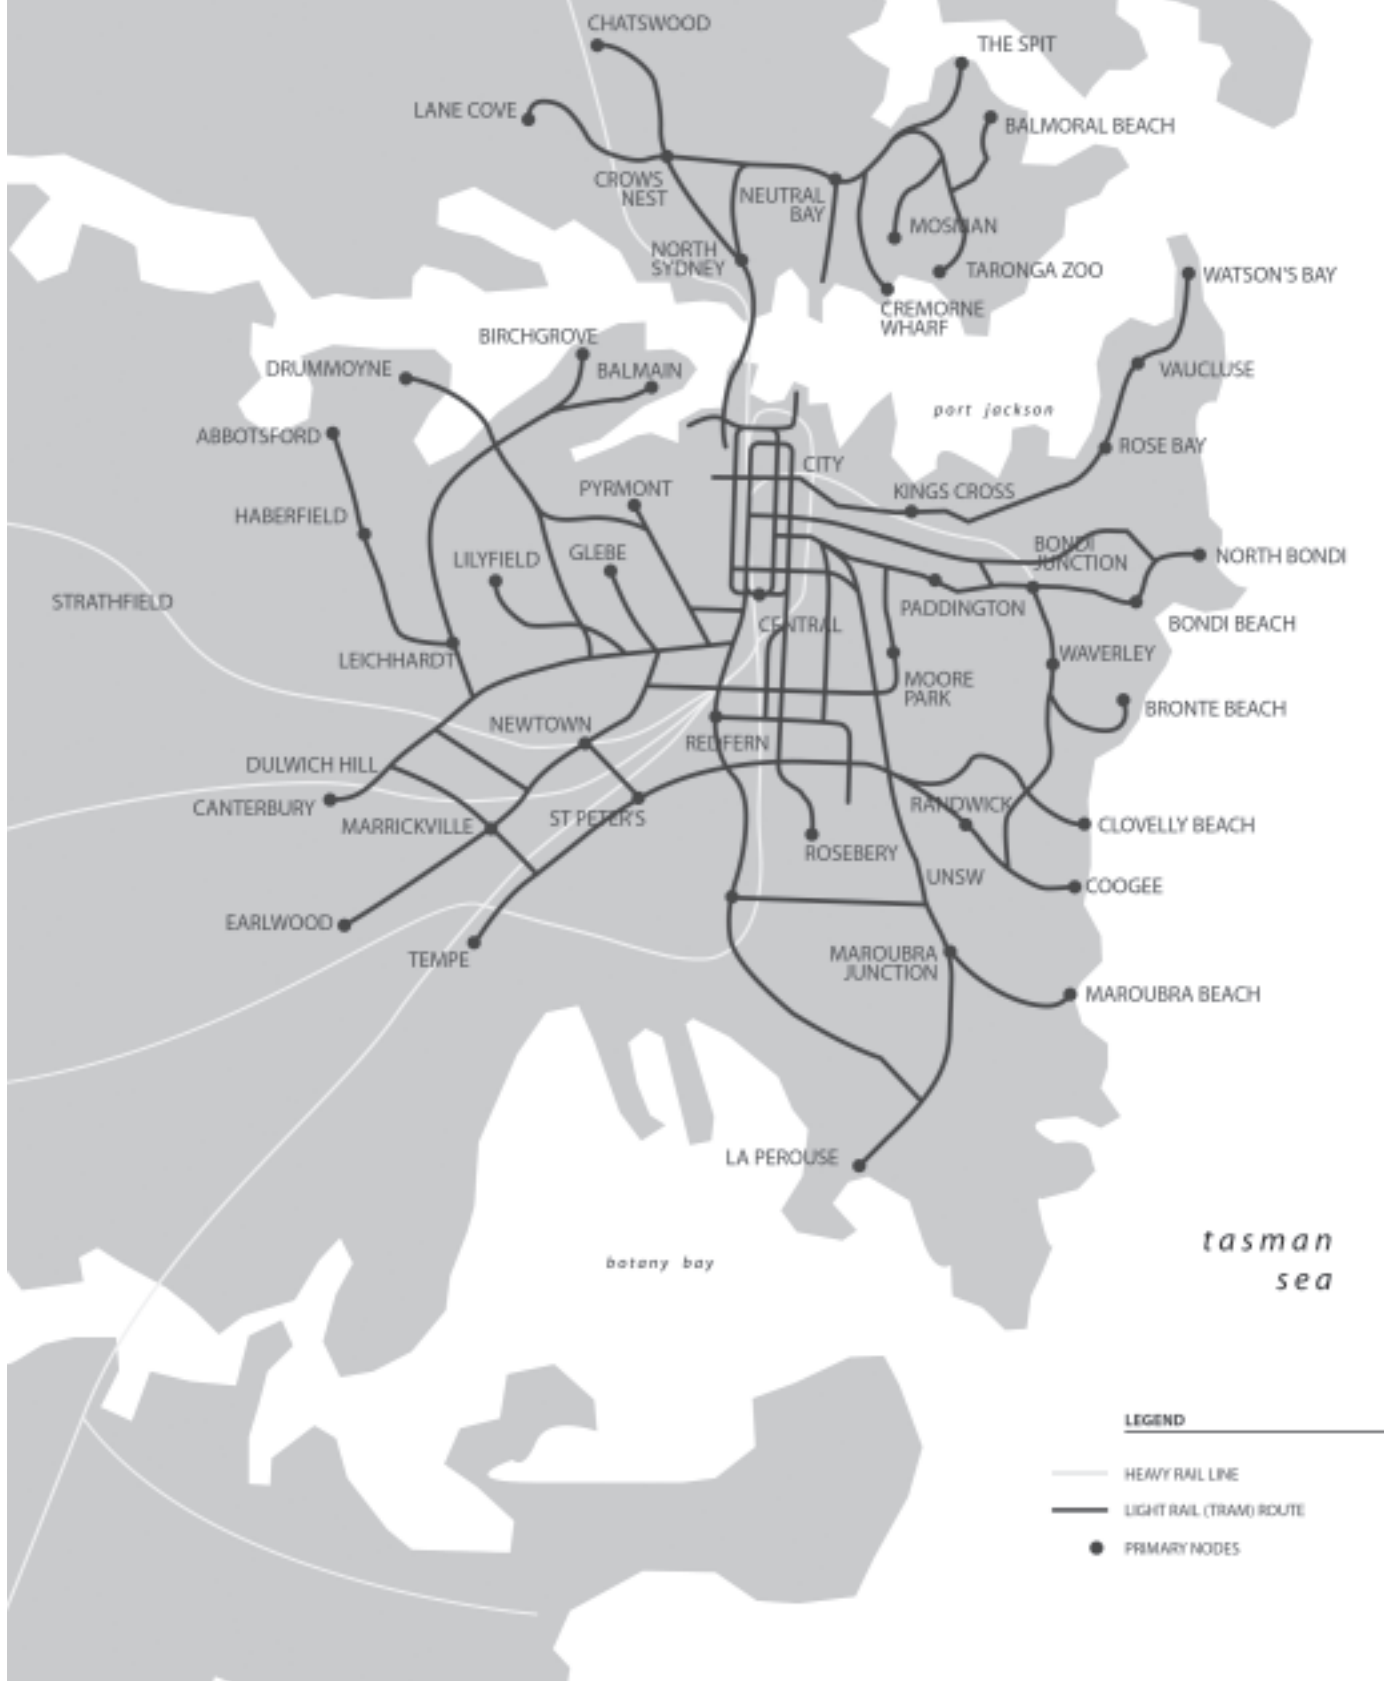 CHATSWOOD
THE SPIT
LANE COVE
BALMORAL BEACH
CROWS
NEST
NEUTRAL
BAY
MOSMAN
NORTH
SYDNEY
TARONGA ZOO
WATSON'S BAY
CREMORNE
WHARF
BIRCHGROVE
DRUMMOYNE
BALMAIN
VAUCLUSE
port jackson
ABBOTSFORD
ROSE BAY
CITY
PYRMONT
KINGS CROSS
HABERFIELD
LILYFIELD
GLEBE
BONDI
JUNCTION
NORTH BONDI
STRATHFIELD
PADDINGTON
CENTRAL
BONDI BEACH
LEICHHARDT
WAVERLEY
MOORE
PARK
BRONTE BEACH
NEWTOWN
REDFERN
DULWICH HILL
CANTERBURY
MARRICKVILLE
ST PETER'S
RANDWICK
CLOVELLY BEACH
ROSEBERY
UNSW
COOGEE
EARLWOOD
TEMPE
MAROUBRA
JUNCTION
MAROUBRA BEACH
LA PEROUSE
botany bay
tasman
sea
LEGEND
HEAVY RAIL LINE
LIGHT RAIL (TRAM) ROUTE
PRIMARY NODES